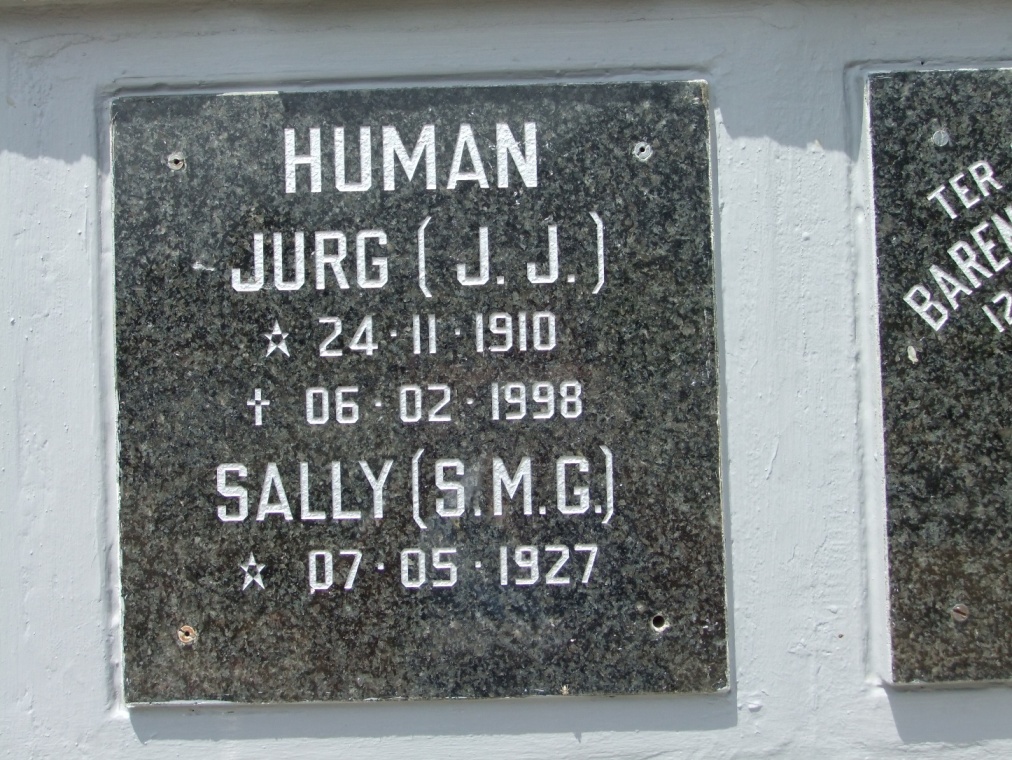 HUMAN
JURG (J. J.)
☆ 24·11·1910
✝ 06·02·1998
SALLY (S.M.G.)
☆ 07·05·1927
TER